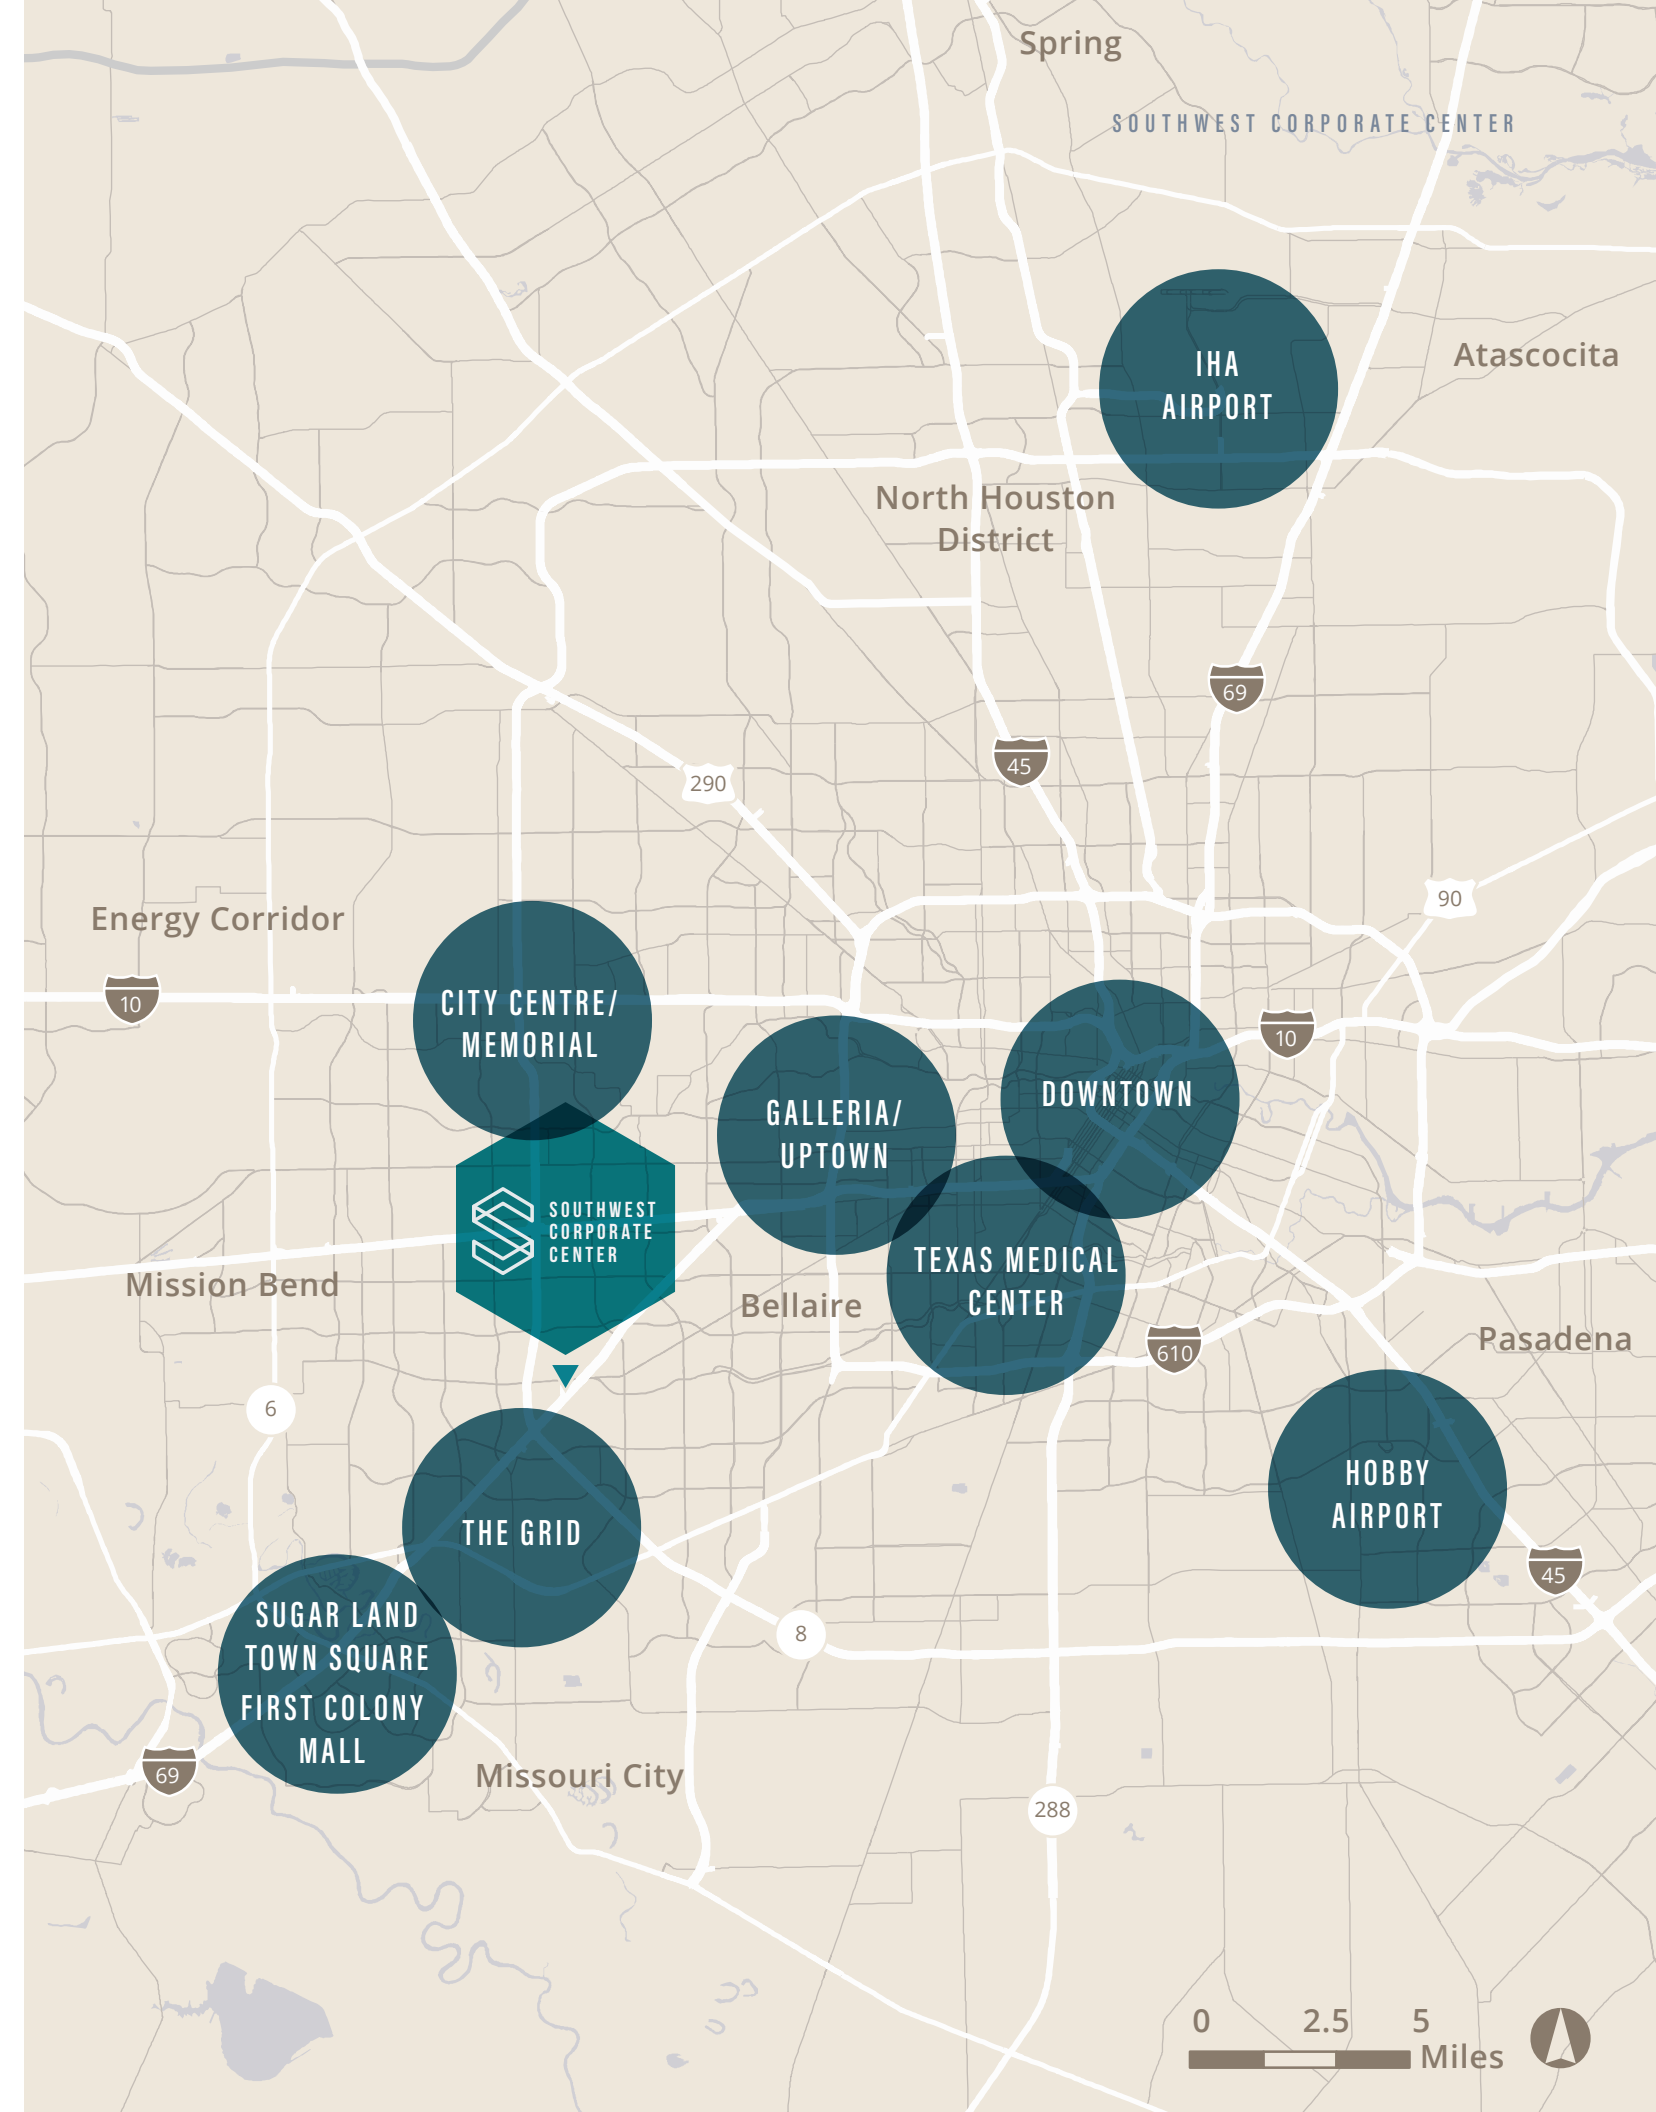 Spring
SOUTHWEST CORPORATE CENTER
IHA
AIRPORT
Atascocita
North Houston
District
69
45
290
90
Energy Corridor
10
CITY CENTRE/
MEMORIAL
10
DOWNTOWN
GALLERIA/
UPTOWN
SOUTHWEST
CORPORATE
CENTER
TEXAS MEDICAL
CENTER
Mission Bend
Bellaire
Pasadena
610
6
HOBBY
AIRPORT
THE GRID
45
SUGAR LAND
TOWN SQUARE
FIRST COLONY
MALL
8
69
Missouri City
288
0 2.5 5
Miles